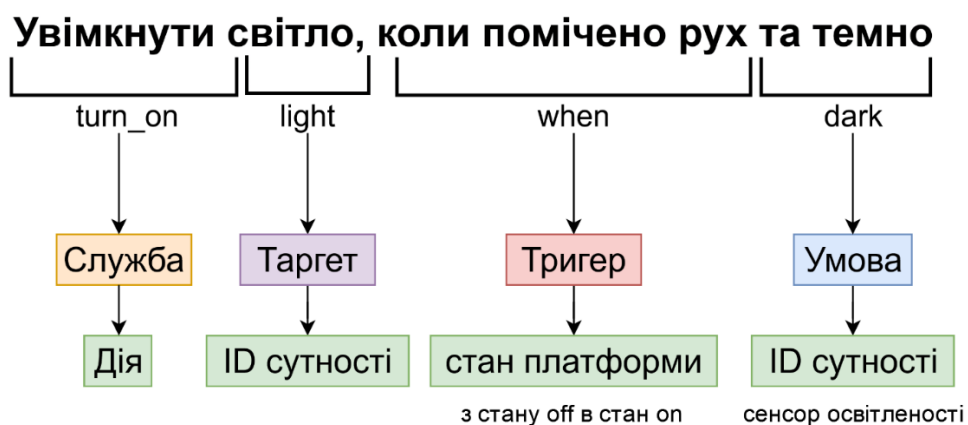 Увімкнути світло, коли помічено рух та темно
turn_on light when dark
Служба Таргет Тригер Умова
Дія ID сутності стан платформи ID сутності
з стану off в стан on сенсор освітленості